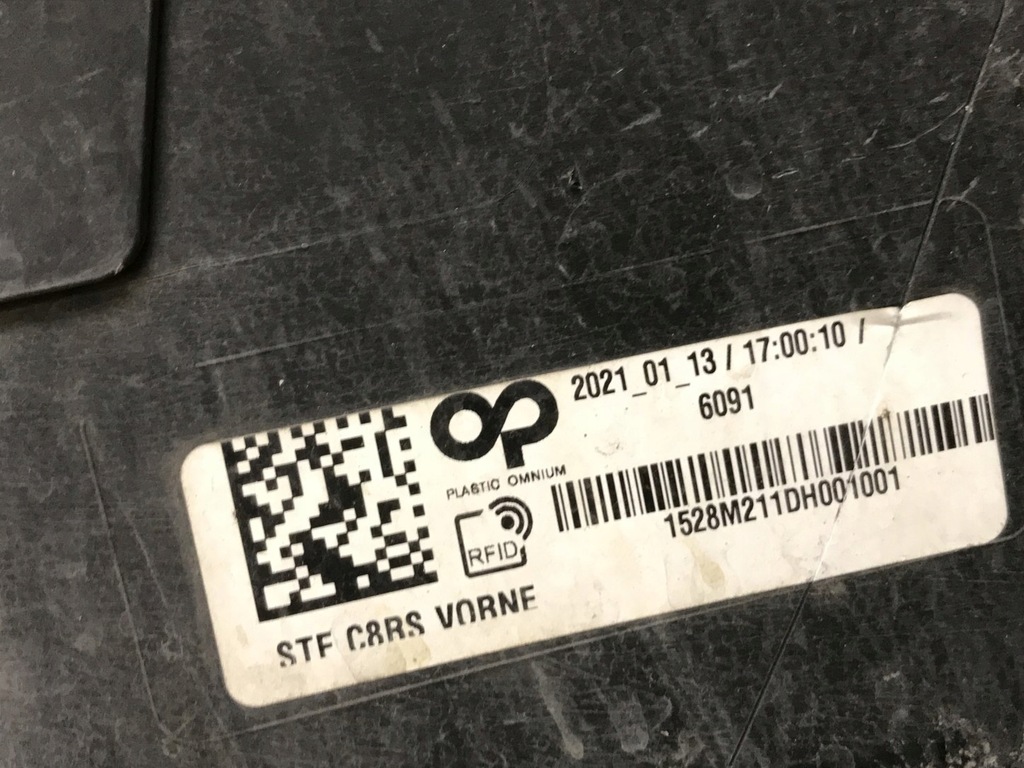 2021_01_13 / 17:00:10 /
6091
PLASTIC OMNIUM
1528M211DH001001
RFID
STF C8RS VORNE